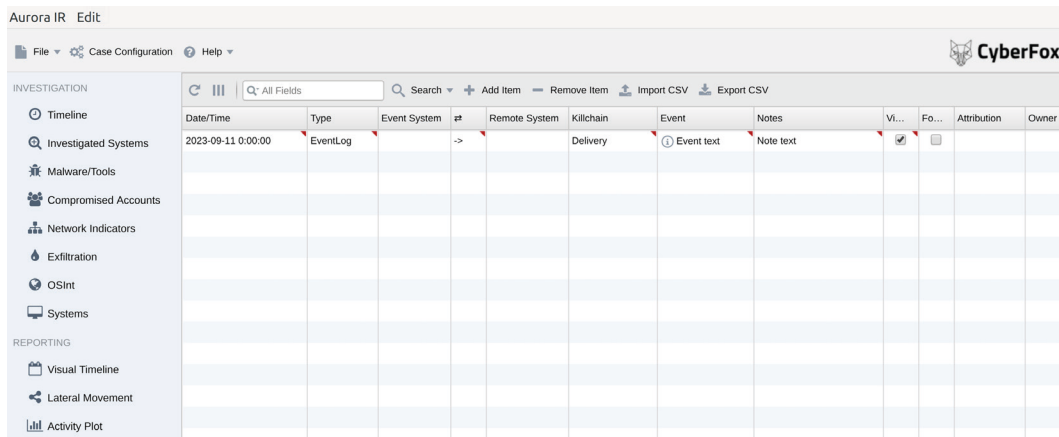 Aurora IR Edit
File Case Configuration Help
CyberFox
INVESTIGATION
Timeline
Investigated Systems
Malware/Tools
Compromised Accounts
Network Indicators
Exfiltration
OSInt
Systems
REPORTING
Visual Timeline
Lateral Movement
Activity Plot
All Fields Search Add Item Remove Item Import CSV Export CSV
Date/Time Type Event System ⇄ Remote System Killchain Event Notes Vi... Fo... Attribution Owner
2023-09-11 0:00:00 EventLog -> Delivery Event text Note text